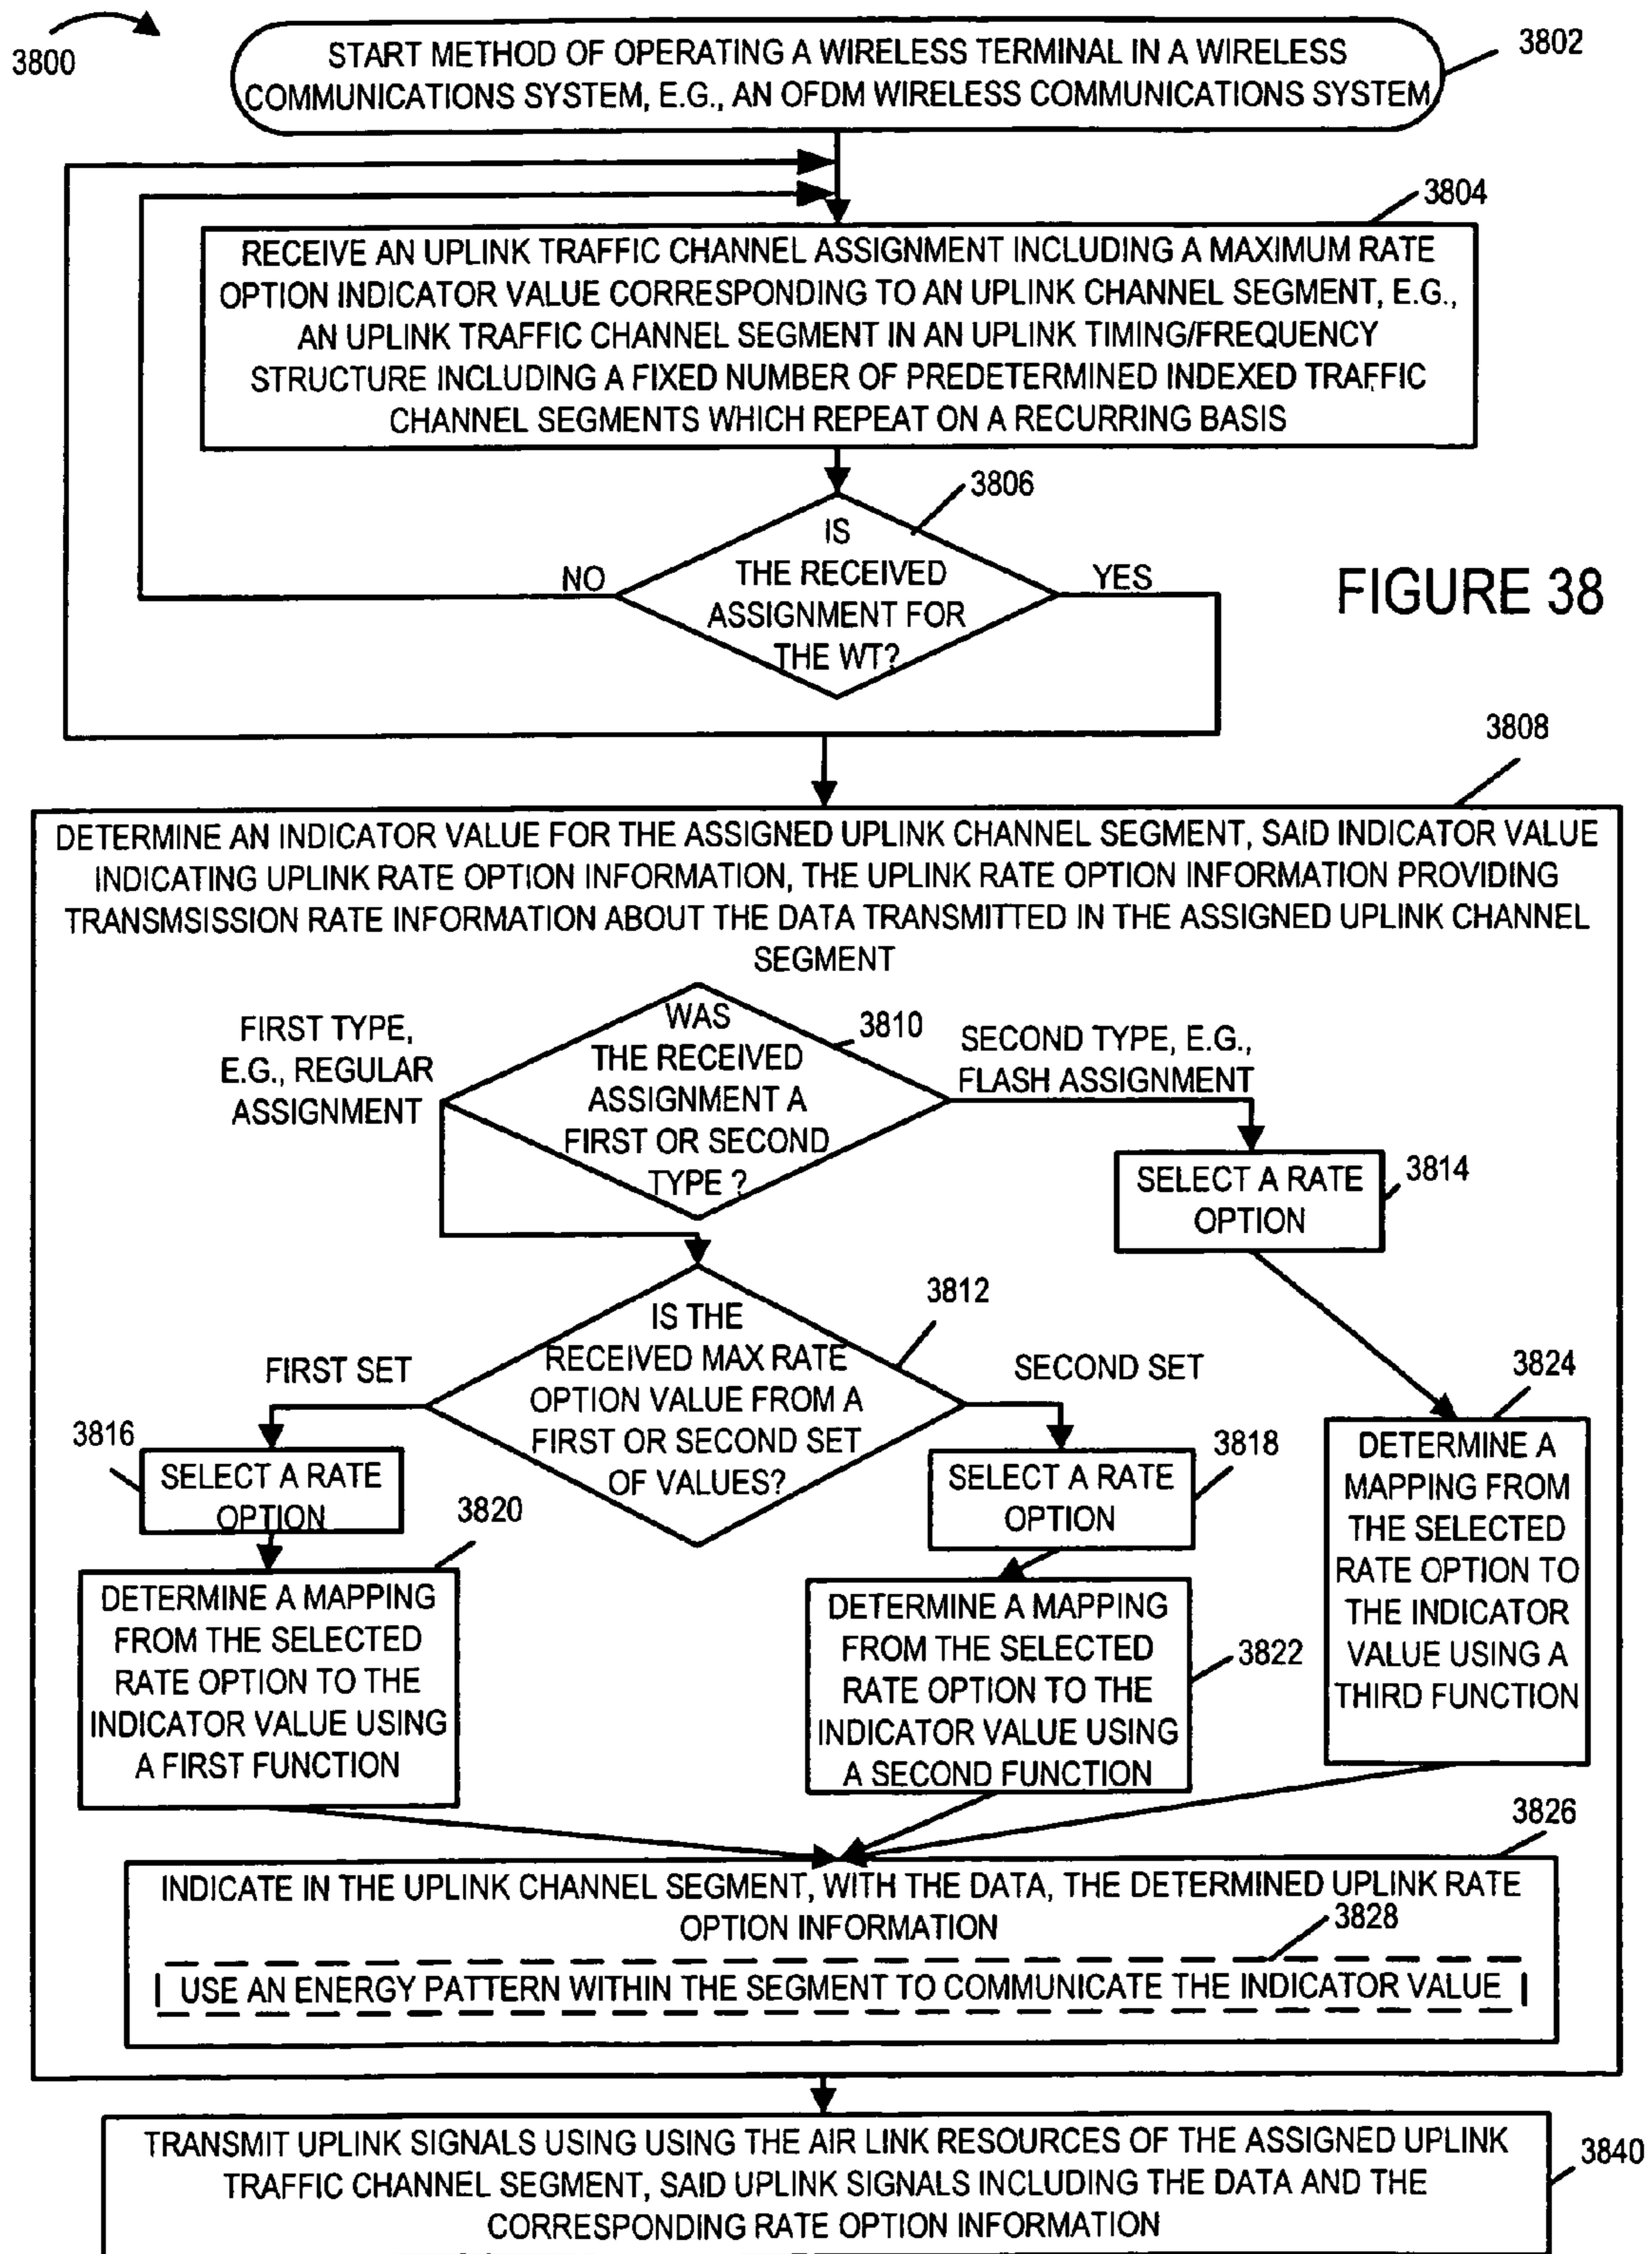 3800
START METHOD OF OPERATING A WIRELESS TERMINAL IN A WIRELESS
COMMUNICATIONS SYSTEM, E.G., AN OFDM WIRELESS COMMUNICATIONS SYSTEM
3802
3804
RECEIVE AN UPLINK TRAFFIC CHANNEL ASSIGNMENT INCLUDING A MAXIMUM RATE
OPTION INDICATOR VALUE CORRESPONDING TO AN UPLINK CHANNEL SEGMENT, E.G.,
AN UPLINK TRAFFIC CHANNEL SEGMENT IN AN UPLINK TIMING/FREQUENCY
STRUCTURE INCLUDING A FIXED NUMBER OF PREDETERMINED INDEXED TRAFFIC
CHANNEL SEGMENTS WHICH REPEAT ON A RECURRING BASIS
3806
IS
THE RECEIVED
ASSIGNMENT FOR
THE WT?
NO
YES
FIGURE 38
3808
DETERMINE AN INDICATOR VALUE FOR THE ASSIGNED UPLINK CHANNEL SEGMENT, SAID INDICATOR VALUE
INDICATING UPLINK RATE OPTION INFORMATION, THE UPLINK RATE OPTION INFORMATION PROVIDING
TRANSMSISSION RATE INFORMATION ABOUT THE DATA TRANSMITTED IN THE ASSIGNED UPLINK CHANNEL
SEGMENT
FIRST TYPE,
E.G., REGULAR
ASSIGNMENT
WAS
THE RECEIVED
ASSIGNMENT A
FIRST OR SECOND
TYPE ?
3810
SECOND TYPE, E.G.,
FLASH ASSIGNMENT
SELECT A RATE
OPTION
3814
IS THE
RECEIVED MAX RATE
OPTION VALUE FROM A
FIRST OR SECOND SET
OF VALUES?
3812
FIRST SET
SECOND SET
3816
SELECT A RATE
OPTION
3820
DETERMINE A MAPPING
FROM THE SELECTED
RATE OPTION TO THE
INDICATOR VALUE USING
A FIRST FUNCTION
SELECT A RATE
OPTION
3818
DETERMINE A MAPPING
FROM THE SELECTED
RATE OPTION TO THE
INDICATOR VALUE USING
A SECOND FUNCTION
3822
3824
DETERMINE A
MAPPING FROM
THE SELECTED
RATE OPTION TO
THE INDICATOR
VALUE USING A
THIRD FUNCTION
3826
INDICATE IN THE UPLINK CHANNEL SEGMENT, WITH THE DATA, THE DETERMINED UPLINK RATE
OPTION INFORMATION
3828
USE AN ENERGY PATTERN WITHIN THE SEGMENT TO COMMUNICATE THE INDICATOR VALUE
TRANSMIT UPLINK SIGNALS USING USING THE AIR LINK RESOURCES OF THE ASSIGNED UPLINK
TRAFFIC CHANNEL SEGMENT, SAID UPLINK SIGNALS INCLUDING THE DATA AND THE
CORRESPONDING RATE OPTION INFORMATION
3840